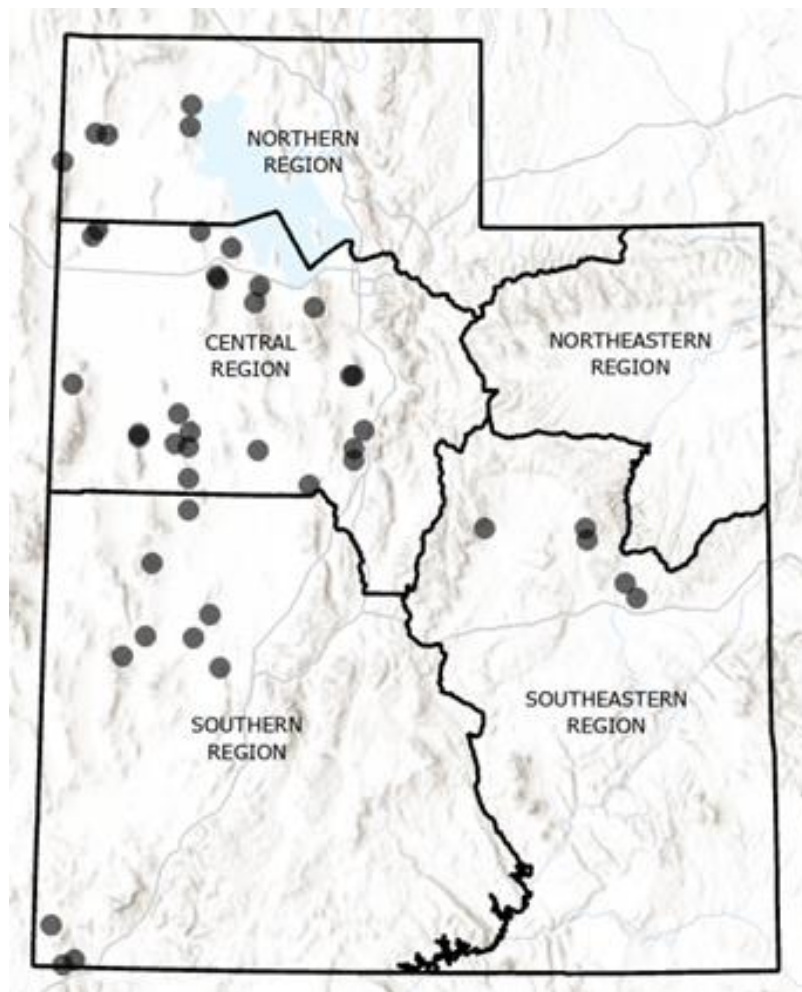 NORTHERN
REGION
CENTRAL
REGION
NORTHEASTERN
REGION
SOUTHERN
REGION
SOUTHEASTERN
REGION